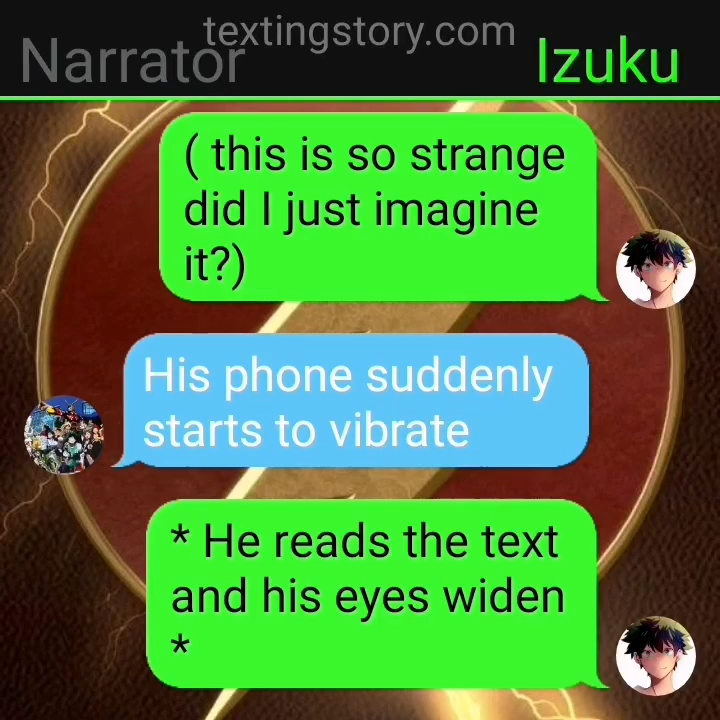 textingstory.com
Narrator
Izuku
( this is so strange
did I just imagine
it?)
His phone suddenly
starts to vibrate
* He reads the text
and his eyes widen
*